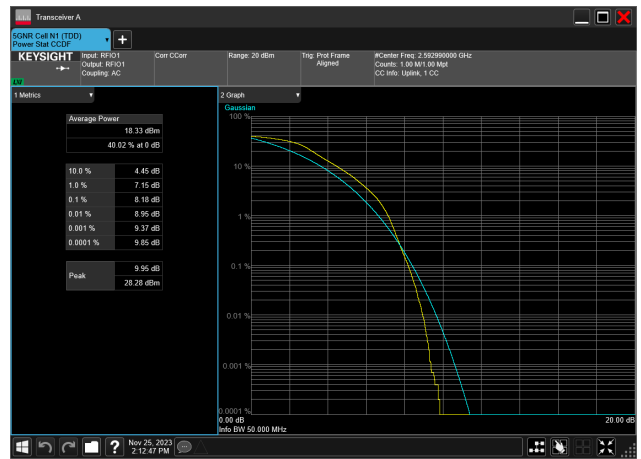 Transceiver A
5GNR Cell N1 (TDD)
Power Stat CCDF
KEYSIGHT
Input: RFIO1
Output: RFIO1
Coupling: AC
Corr CCorr
Range: 20 dBm
Trig: Prot Frame
Aligned
#Center Freq: 2.592990000 GHz
Counts: 1.00 M/1.00 Mpt
CC Info: Uplink, 1 CC
LXI
1 Metrics
Average Power
18.33 dBm
40.02 % at 0 dB
10.0 % 4.45 dB
1.0 % 7.15 dB
0.1 % 8.18 dB
0.01 % 8.95 dB
0.001 % 9.37 dB
0.0001 % 9.85 dB
Peak
9.95 dB
28.28 dBm
2 Graph
Gaussian
100 %
10 %
1 %
0.1 %
0.01 %
0.001 %
0.0001 %
0.00 dB
20.00 dB
Info BW 50.000 MHz
Nov 25, 2023
2:12:47 PM